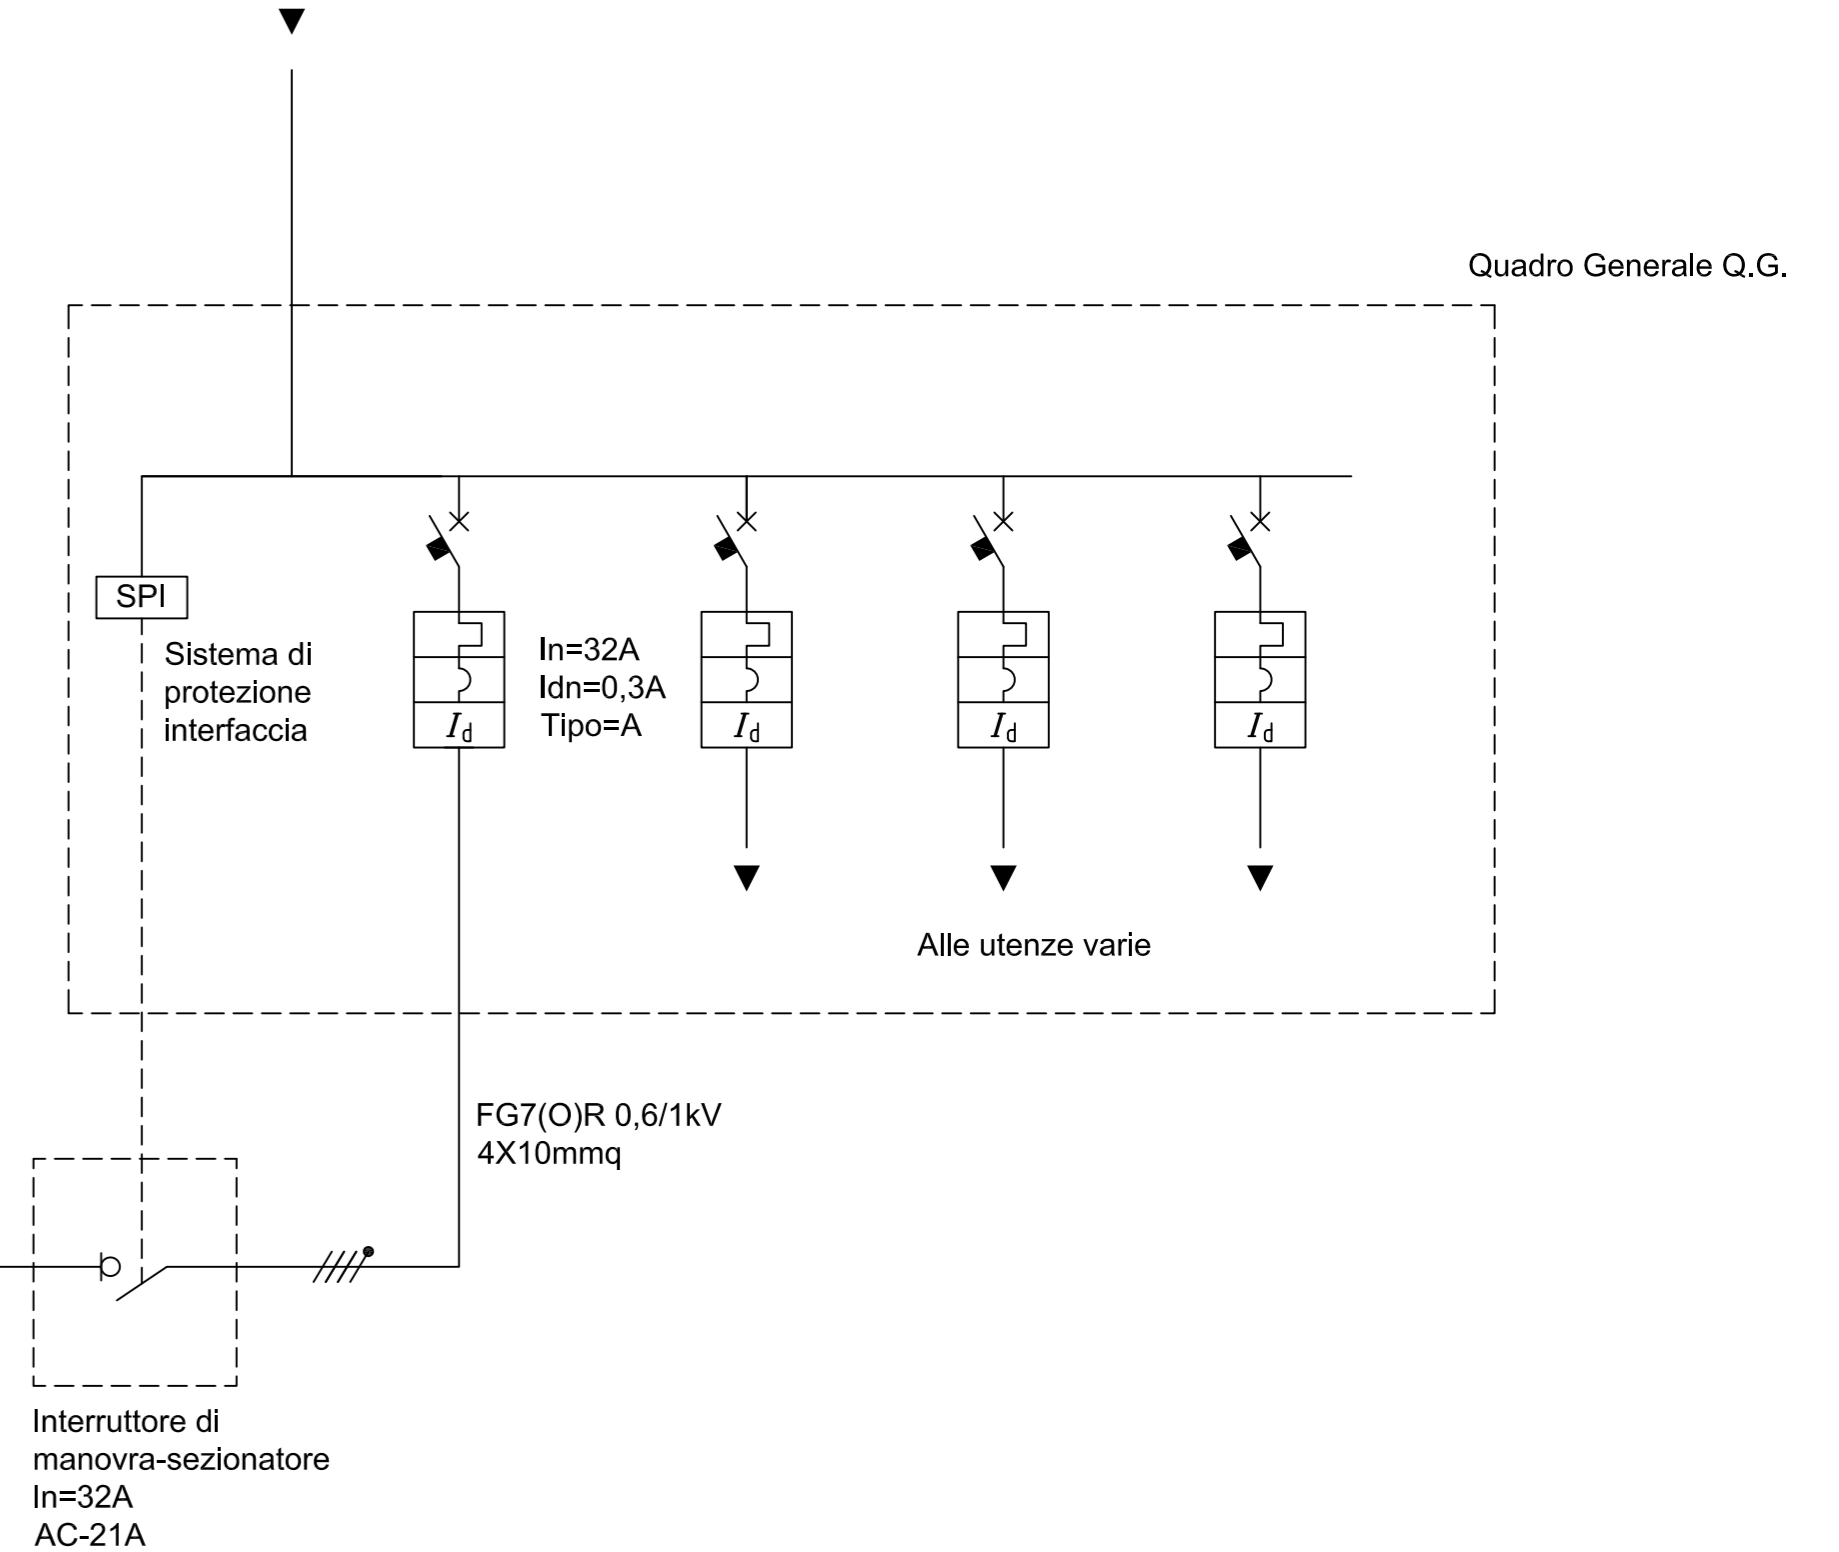 Quadro Generale Q.G.
SPI
Sistema di
protezione
interfaccia
In=32A
Idn=0,3A
Tipo=A
Id
Id
Id
Id
Alle utenze varie
FG7(O)R 0,6/1kV
4X10mmq
Interruttore di
manovra-sezionatore
In=32A
AC-21A